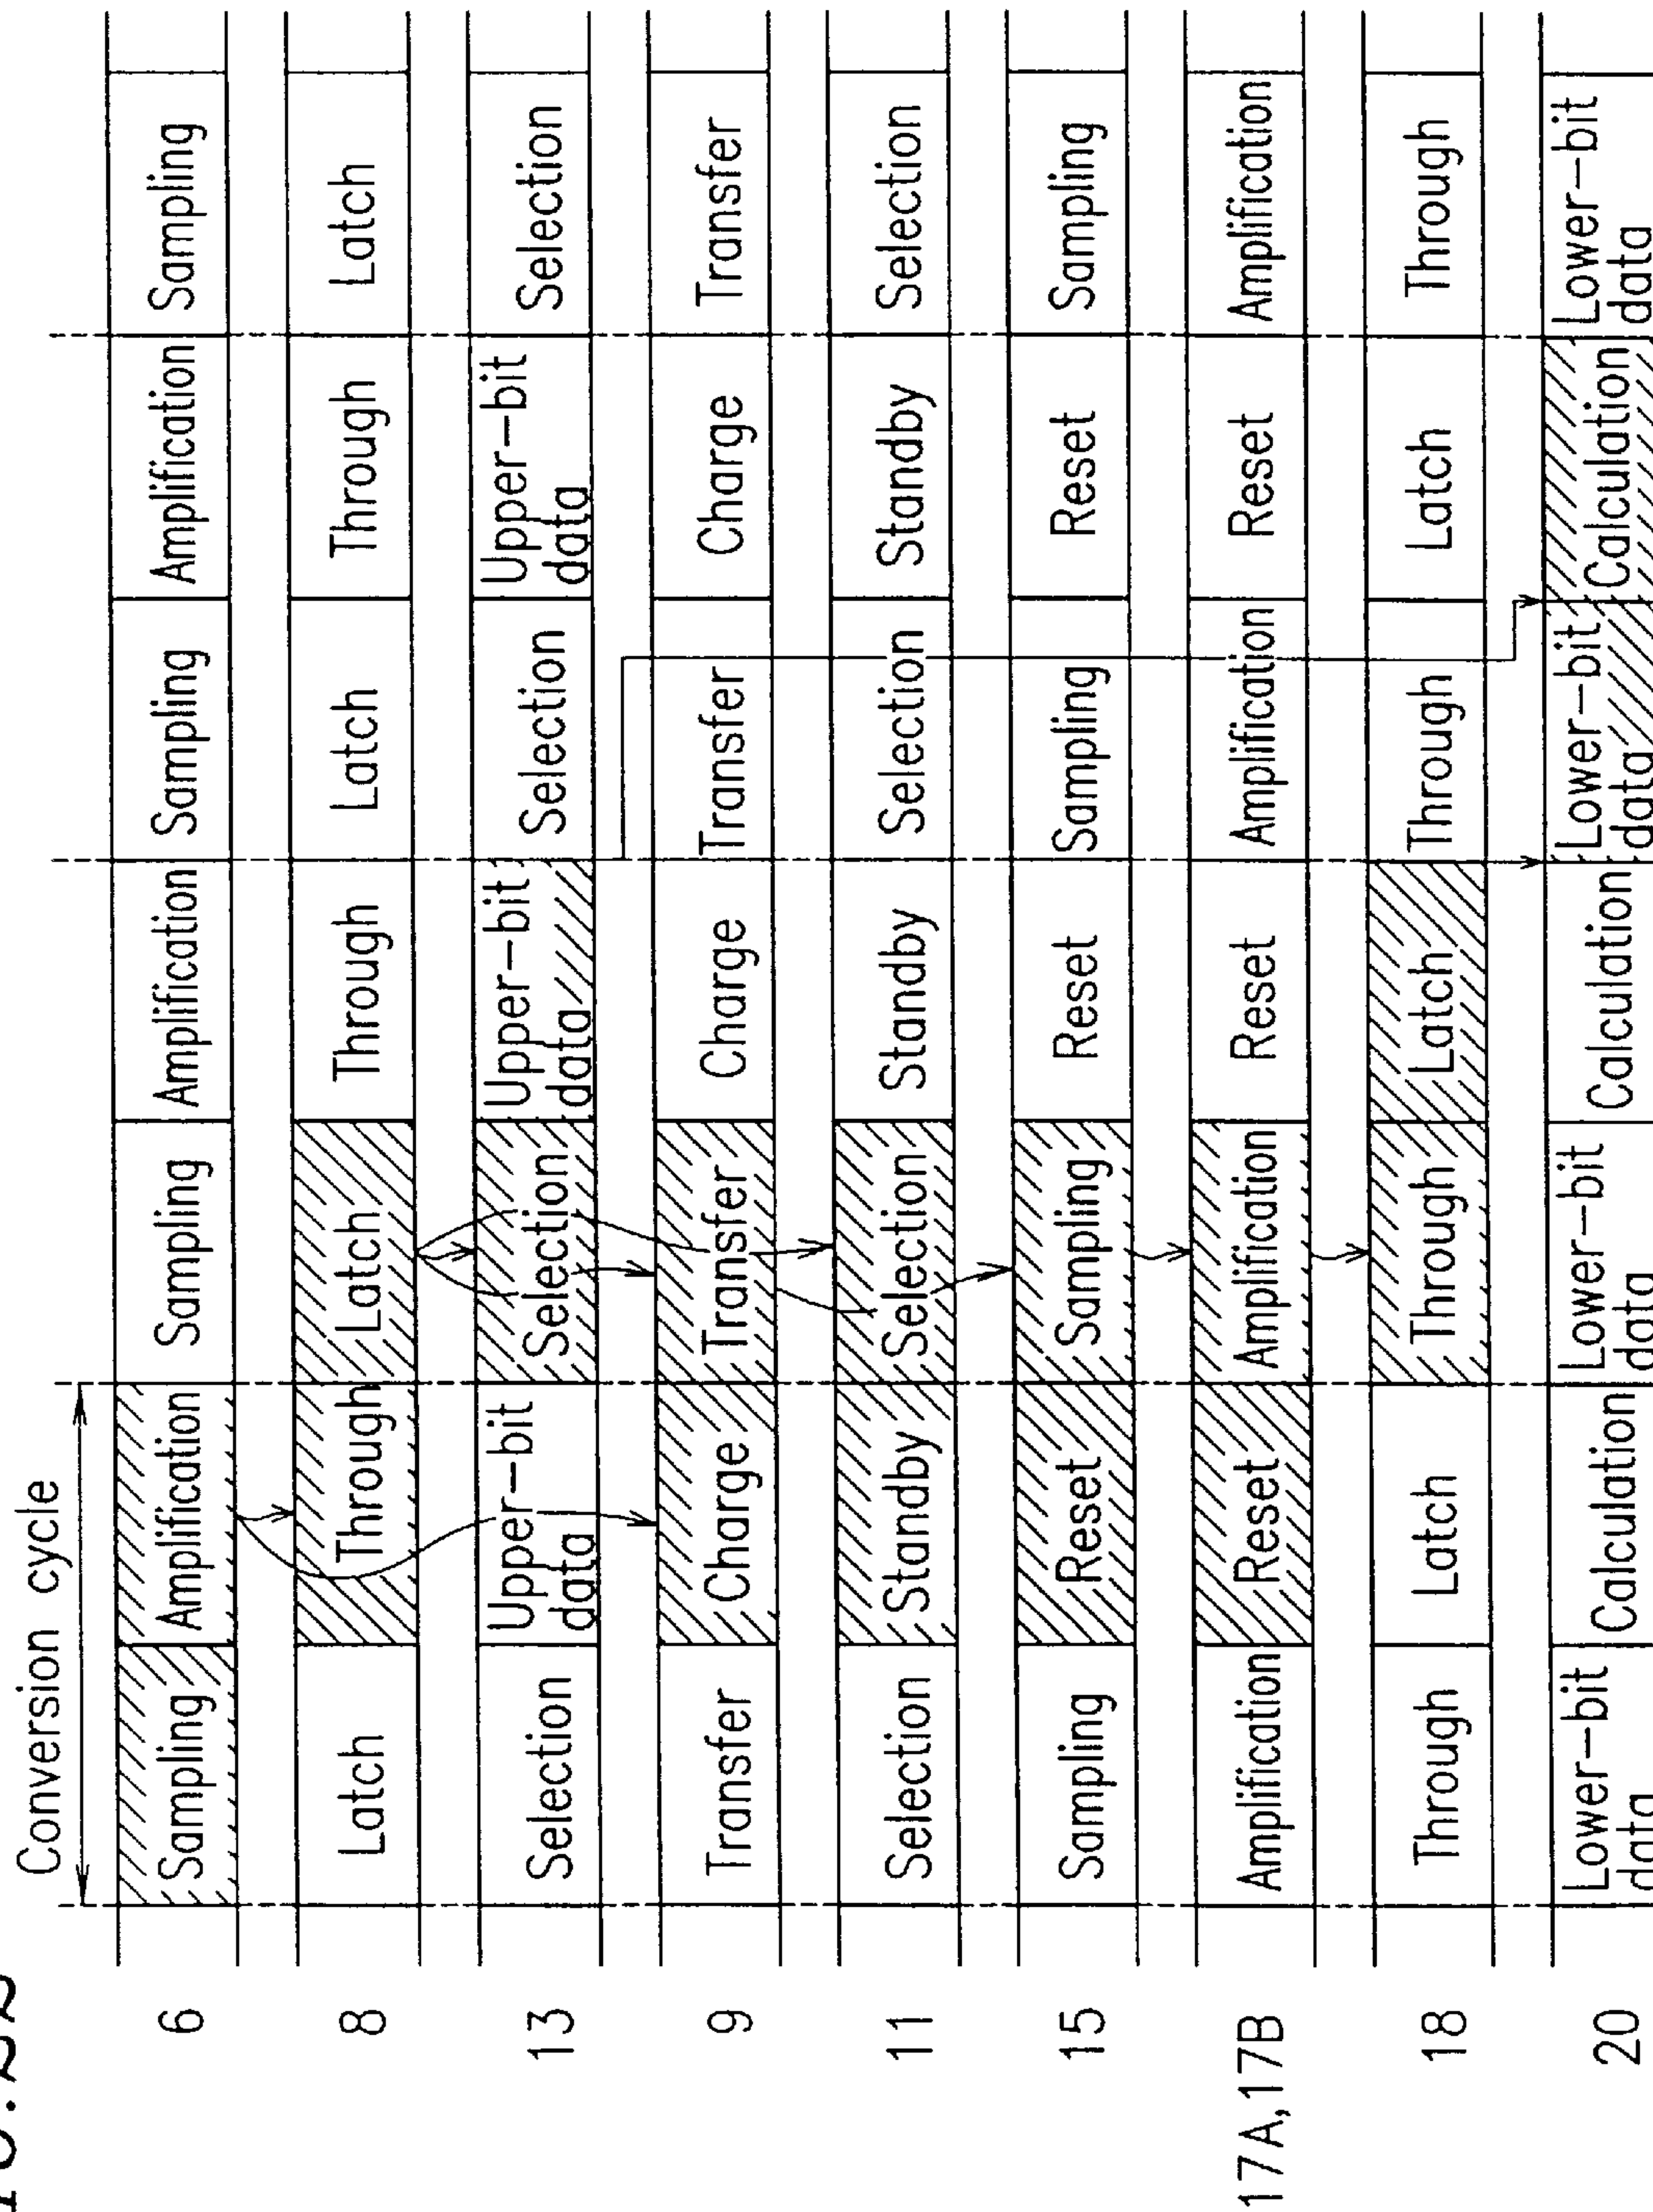 Conversion cycle
6 Sampling Amplification Sampling Amplification Sampling Amplification Sampling
8 Latch Through Latch Through Latch Through Latch
13 Selection Upper-bit data Selection Upper-bit data Selection Upper-bit data Selection
9 Transfer Charge Transfer Charge Transfer Charge Transfer
11 Selection Standby Selection Standby Selection Standby Selection
15 Sampling Reset Sampling Reset Sampling Reset Sampling
17A,17B Amplification Reset Amplification Reset Amplification Reset Amplification
18 Through Latch Through Latch Through Latch Through
20 Lower-bit data Calculation Lower-bit data Calculation Lower-bit data Calculation Lower-bit data